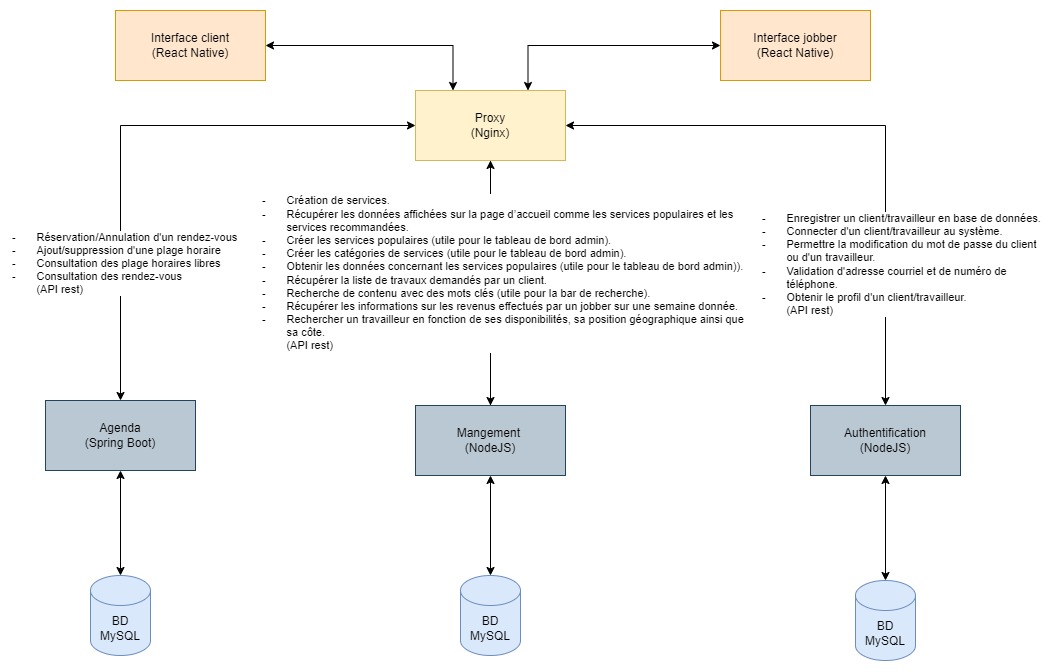 Interface client
(React Native)
Interface jobber
(React Native)
Proxy
(Nginx)
- Réservation/Annulation d'un rendez-vous
- Ajout/suppression d'une plage horaire
- Consultation des plage horaires libres
- Consultation des rendez-vous
(API rest)
- Création de services.
- Récupérer les données affichées sur la page d'accueil comme les services populaires et les
services recommandées.
- Créer les services populaires (utile pour le tableau de bord admin).
- Créer les catégories de services (utile pour le tableau de bord admin).
- Obtenir les données concernant les services populaires (utile pour le tableau de bord admin)).
- Récupérer la liste de travaux demandés par un client.
- Recherche de contenu avec des mots clés (utile pour la bar de recherche).
- Récupérer les informations sur les revenus effectués par un jobber sur une semaine donnée.
- Rechercher un travailleur en fonction de ses disponibilités, sa position géographique ainsi que
sa côte.
(API rest)
- Enregistrer un client/travailleur en base de données.
- Connecter d'un client/travailleur au système.
- Permettre la modification du mot de passe du client
ou d'un travailleur.
- Validation d'adresse courriel et de numéro de
téléphone.
- Obtenir le profil d'un client/travailleur.
(API rest)
Agenda
(Spring Boot)
Mangement
(NodeJS)
Authentification
(NodeJS)
BD
MySQL
BD
MySQL
BD
MySQL